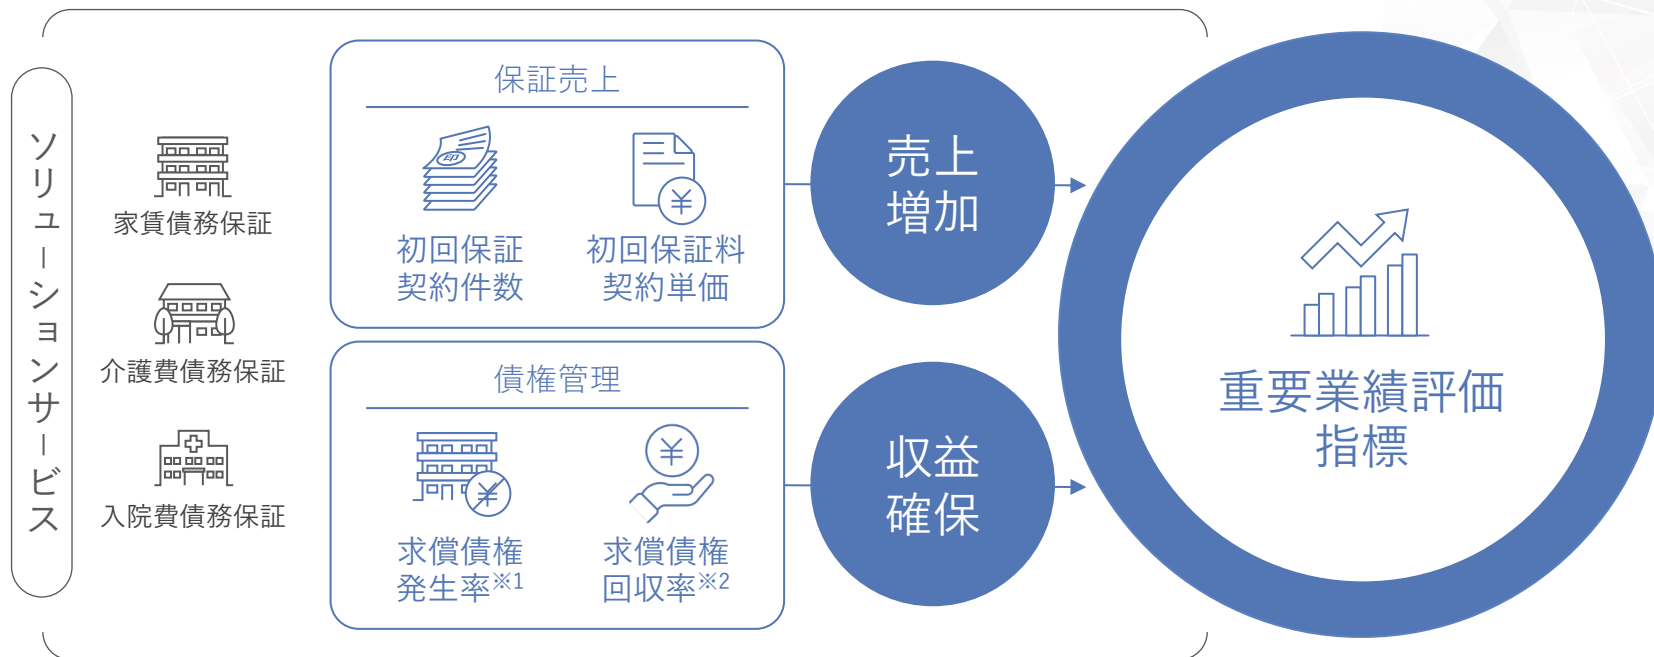 ソリューションサービス
家賃債務保証
介護費債務保証
入院費債務保証
保証売上
印
¥
初回保証
契約件数
初回保証料
契約単価
債権管理
¥
¥
求償債権
発生率※1
求償債権
回収率※2
売上
増加
収益
確保
重要業績評価
指標